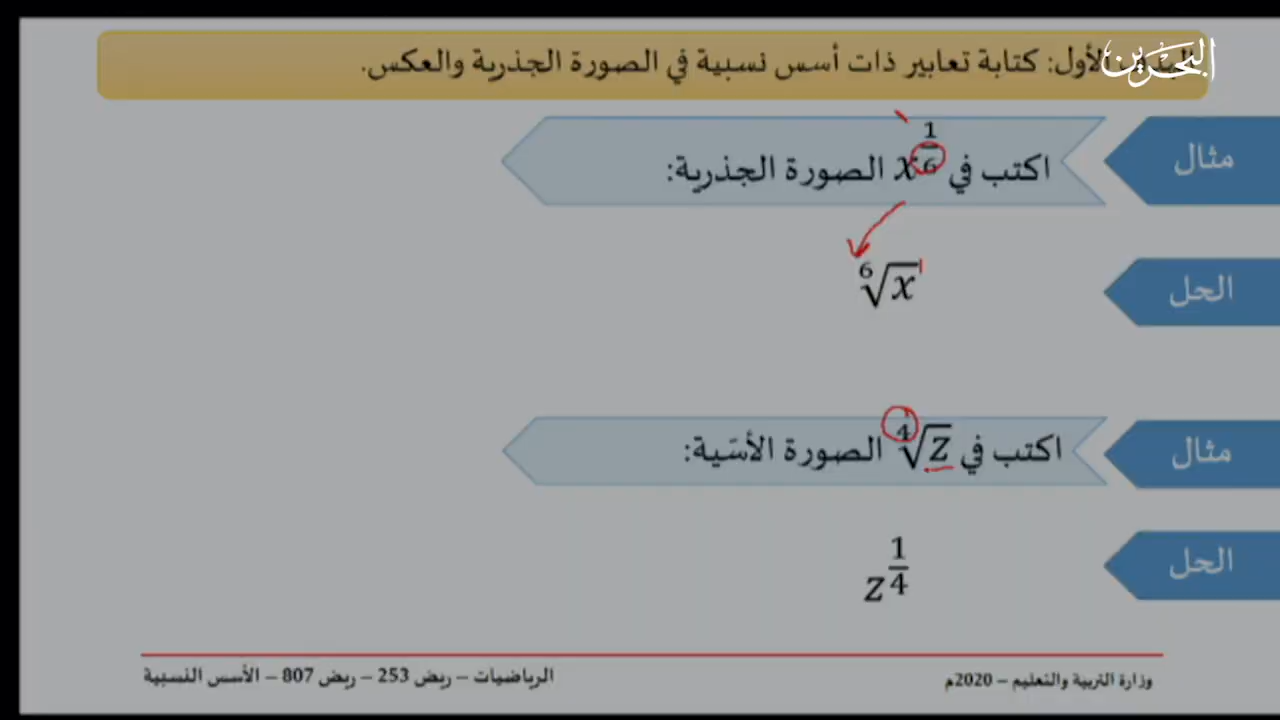 الهدف الأول: كتابة تعابير ذات أسس نسبية في الصورة الجذرية والعكس.
البحرين
مثال
اكتب في x^{1/6} الصورة الجذرية:
الحل
⁶√x
مثال
اكتب في ⁴√z الصورة الأسّية:
الحل
z^{1/4}
وزارة التربية والتعليم – 2020م
الرياضيات – ريض 253 – ريض 807 – الأسس النسبية